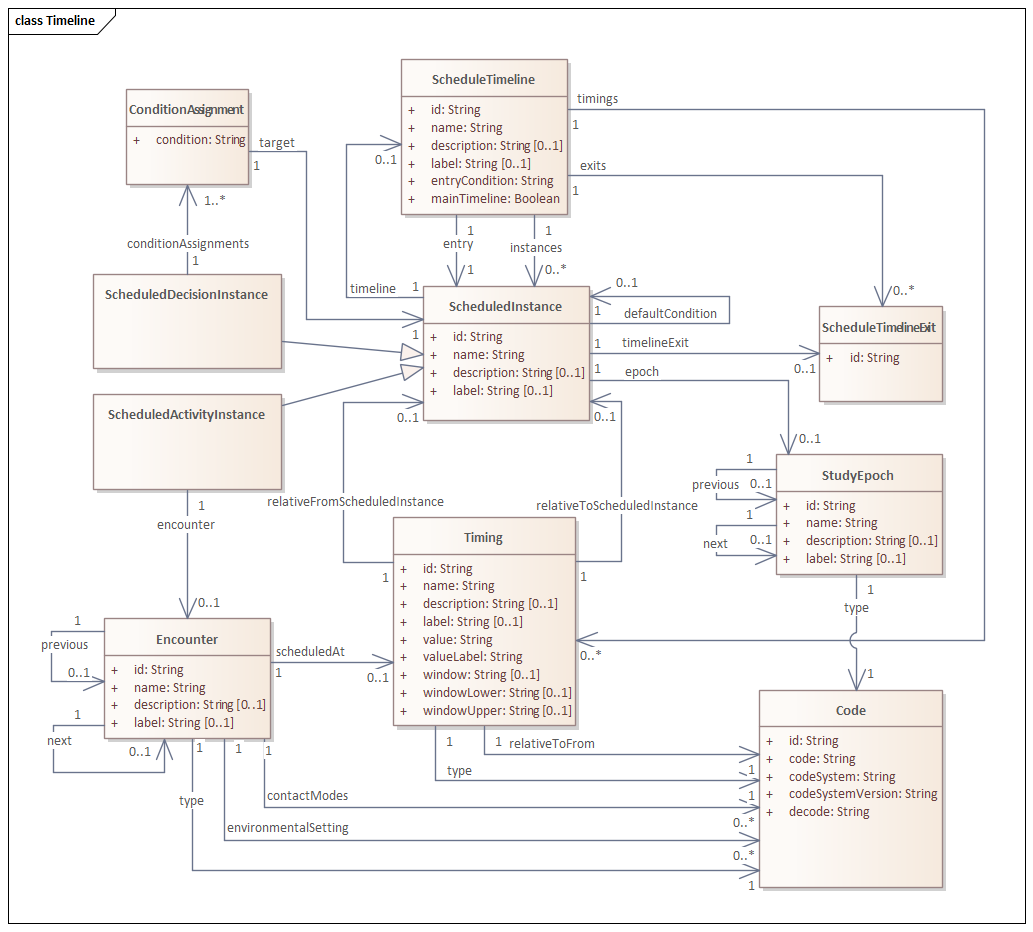 class Timeline
ScheduleTimeline
+ id: String
+ name: String
+ description: String [0..1]
+ label: String [0..1]
+ entryCondition: String
+ mainTimeline: Boolean
timings
1
exits
1
ConditionAssignment
+ condition: String
target
1
0..1
1..*
conditionAssignments
1
1
entry
1
1
instances
0..*
0..*
ScheduledDecisionInstance
timeline
1
1
ScheduledInstance
+ id: String
+ name: String
+ description: String [0..1]
+ label: String [0..1]
0..1
1
defaultCondition
1
timelineExit
0..1
1
epoch
0..1
ScheduleTimelineExit
+ id: String
ScheduledActivityInstance
0..1
0..1
1
encounter
0..1
relativeFromScheduledInstance
1
relativeToScheduledInstance
1
StudyEpoch
+ id: String
+ name: String
+ description: String [0..1]
+ label: String [0..1]
1
previous
0..1
1
next
0..1
1
type
1
Timing
+ id: String
+ name: String
+ description: String [0..1]
+ label: String [0..1]
+ value: String
+ valueLabel: String
+ window: String [0..1]
+ windowLower: String [0..1]
+ windowUpper: String [0..1]
0..*
Encounter
+ id: String
+ name: String
+ description: String [0..1]
+ label: String [0..1]
1
previous
0..1
1
next
0..1
scheduledAt
1
0..1
Code
+ id: String
+ code: String
+ codeSystem: String
+ codeSystemVersion: String
+ decode: String
1
relativeToFrom
1
1
type
1
1
contactModes
0..*
1
environmentalSetting
0..*
1
type
1